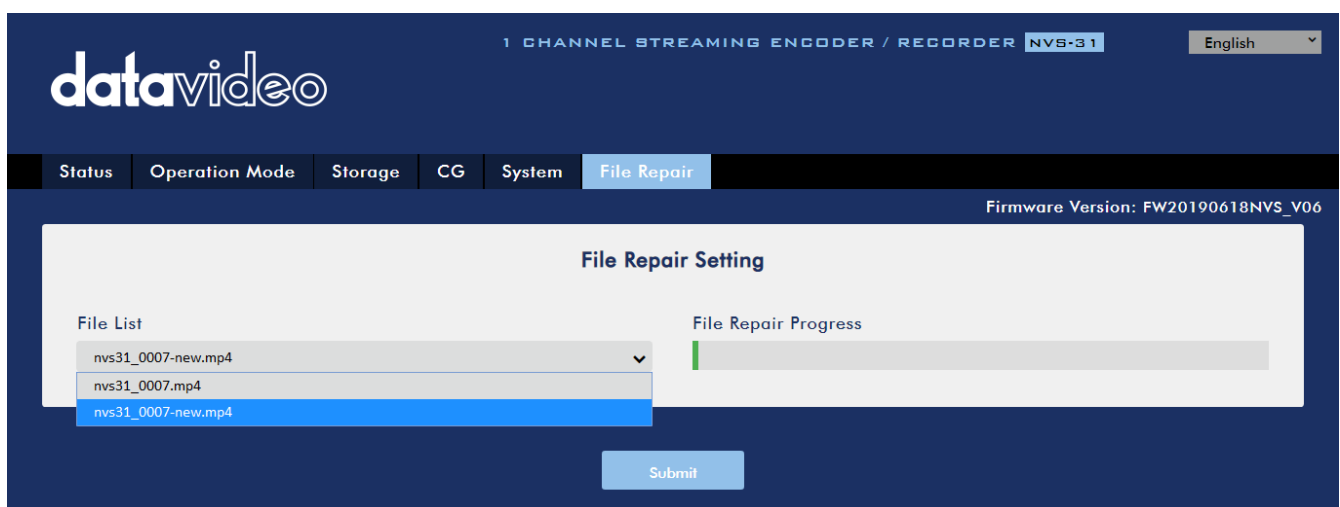 1 CHANNEL STREAMING ENCODER / RECORDER NVS-31
English
datavideo
Status Operation Mode Storage CG System File Repair
Firmware Version: FW20190618NVS_V06
File Repair Setting
File List
File Repair Progress
nvs31_0007-new.mp4
nvs31_0007.mp4
nvs31_0007-new.mp4
Submit